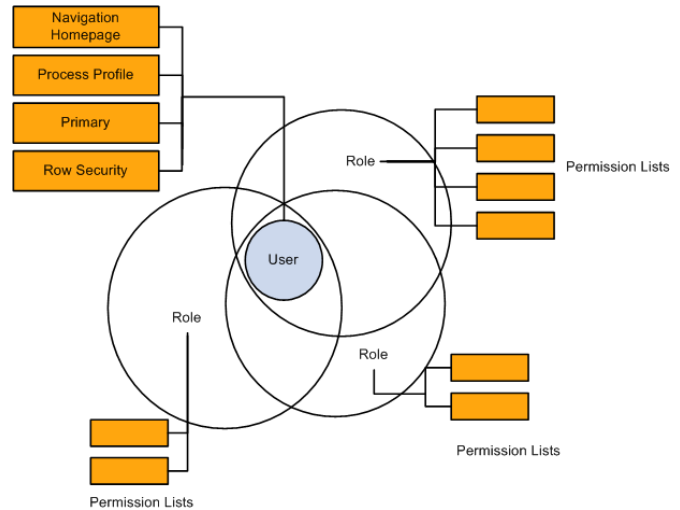 Navigation
Homepage
Process Profile
Primary
Row Security
Role
Permission Lists
User
Role
Role
Permission Lists
Permission Lists